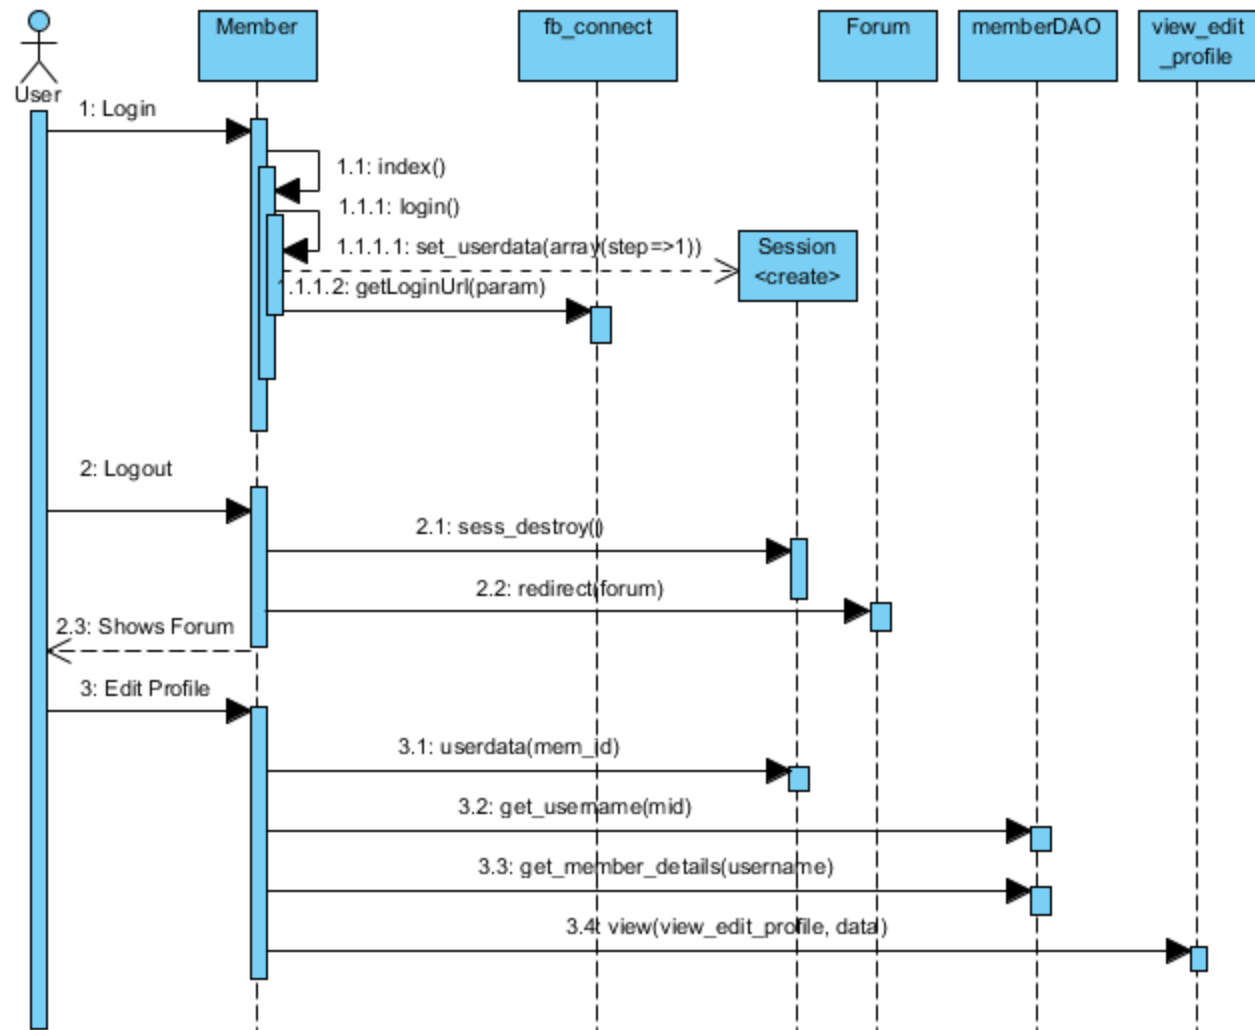 Member
fb_connect
Forum
memberDAO
view_edit
_profile
User
1: Login
1.1: index()
1.1.1: login()
1.1.1.1: set_userdata(array(step=>1))
Session
<create>
.1.1.2: getLoginUrl(param)
2: Logout
2.1: sess_destroy()
2.2: redirect(forum)
2.3: Shows Forum
3: Edit Profile
3.1: userdata(mem_id)
3.2: get_username(mid)
3.3: get_member_details(username)
3.4: view(view_edit_profile, data)